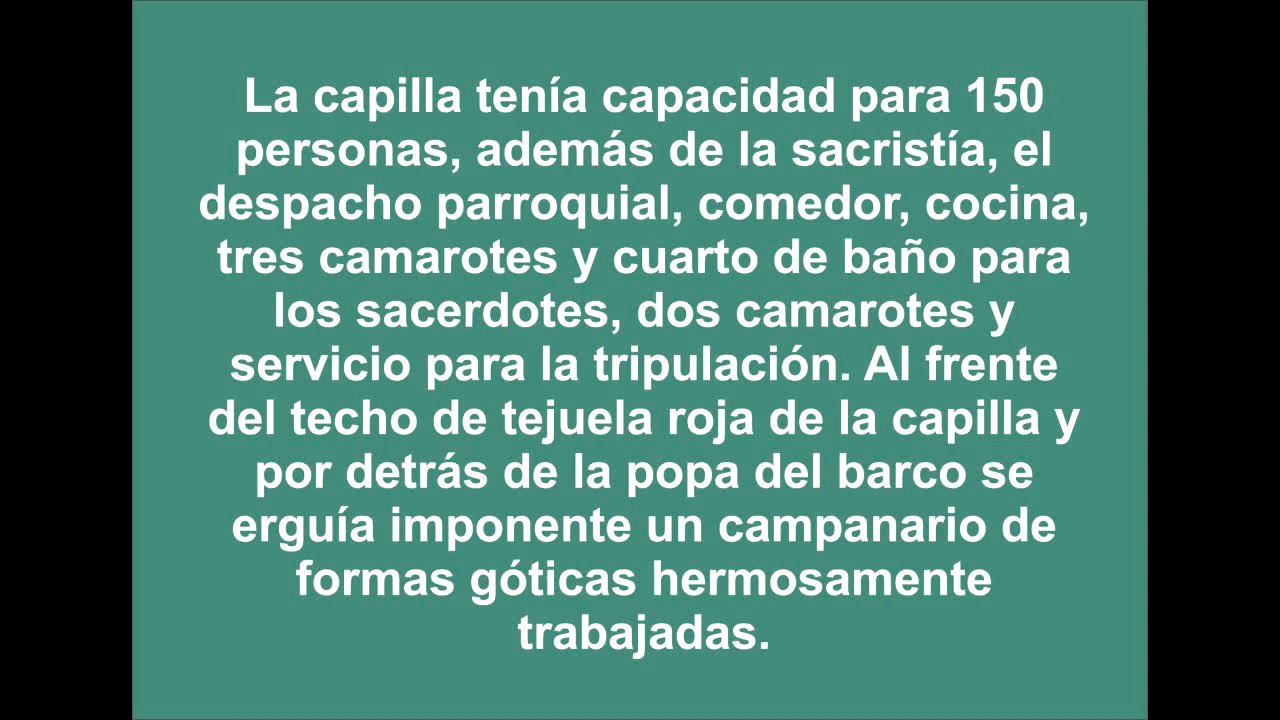 La capilla tenía capacidad para 150
personas, además de la sacristía, el
despacho parroquial, comedor, cocina,
tres camarotes y cuarto de baño para
los sacerdotes, dos camarotes y
servicio para la tripulación. Al frente
del techo de tejuela roja de la capilla y
por detrás de la popa del barco se
erguía imponente un campanario de
formas góticas hermosamente
trabajadas.